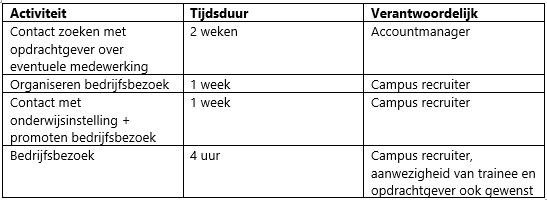 Activiteit Tijdsduur Verantwoordelijk
Contact zoeken met 2 weken Accountmanager
opdrachtgever over
eventuele medewerking
Organiseren bedrijfsbezoek 1 week Campus recruiter
Contact met 1 week Campus recruiter
onderwijsinstelling +
promoten bedrijfsbezoek
Bedrijfsbezoek 4 uur Campus recruiter,
aanwezigheid van trainee en
opdrachtgever ook gewenst